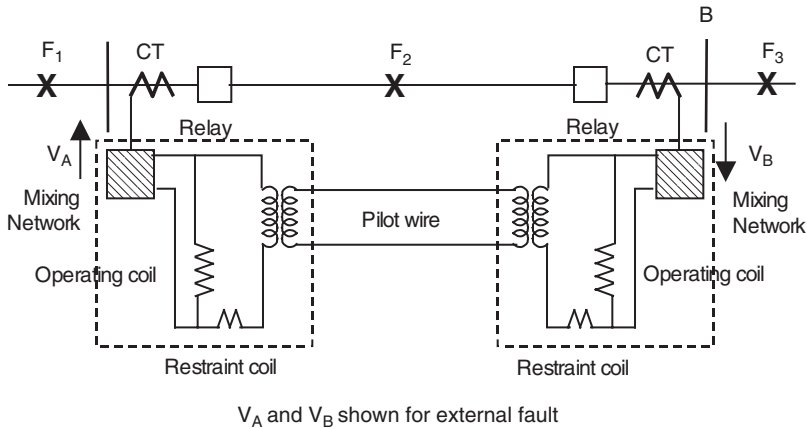 B
F1 CT F2 CT F3
Relay Relay
VA VB
Mixing Network Pilot wire Mixing Network
Operating coil Operating coil
Restraint coil Restraint coil
VA and VB shown for external fault